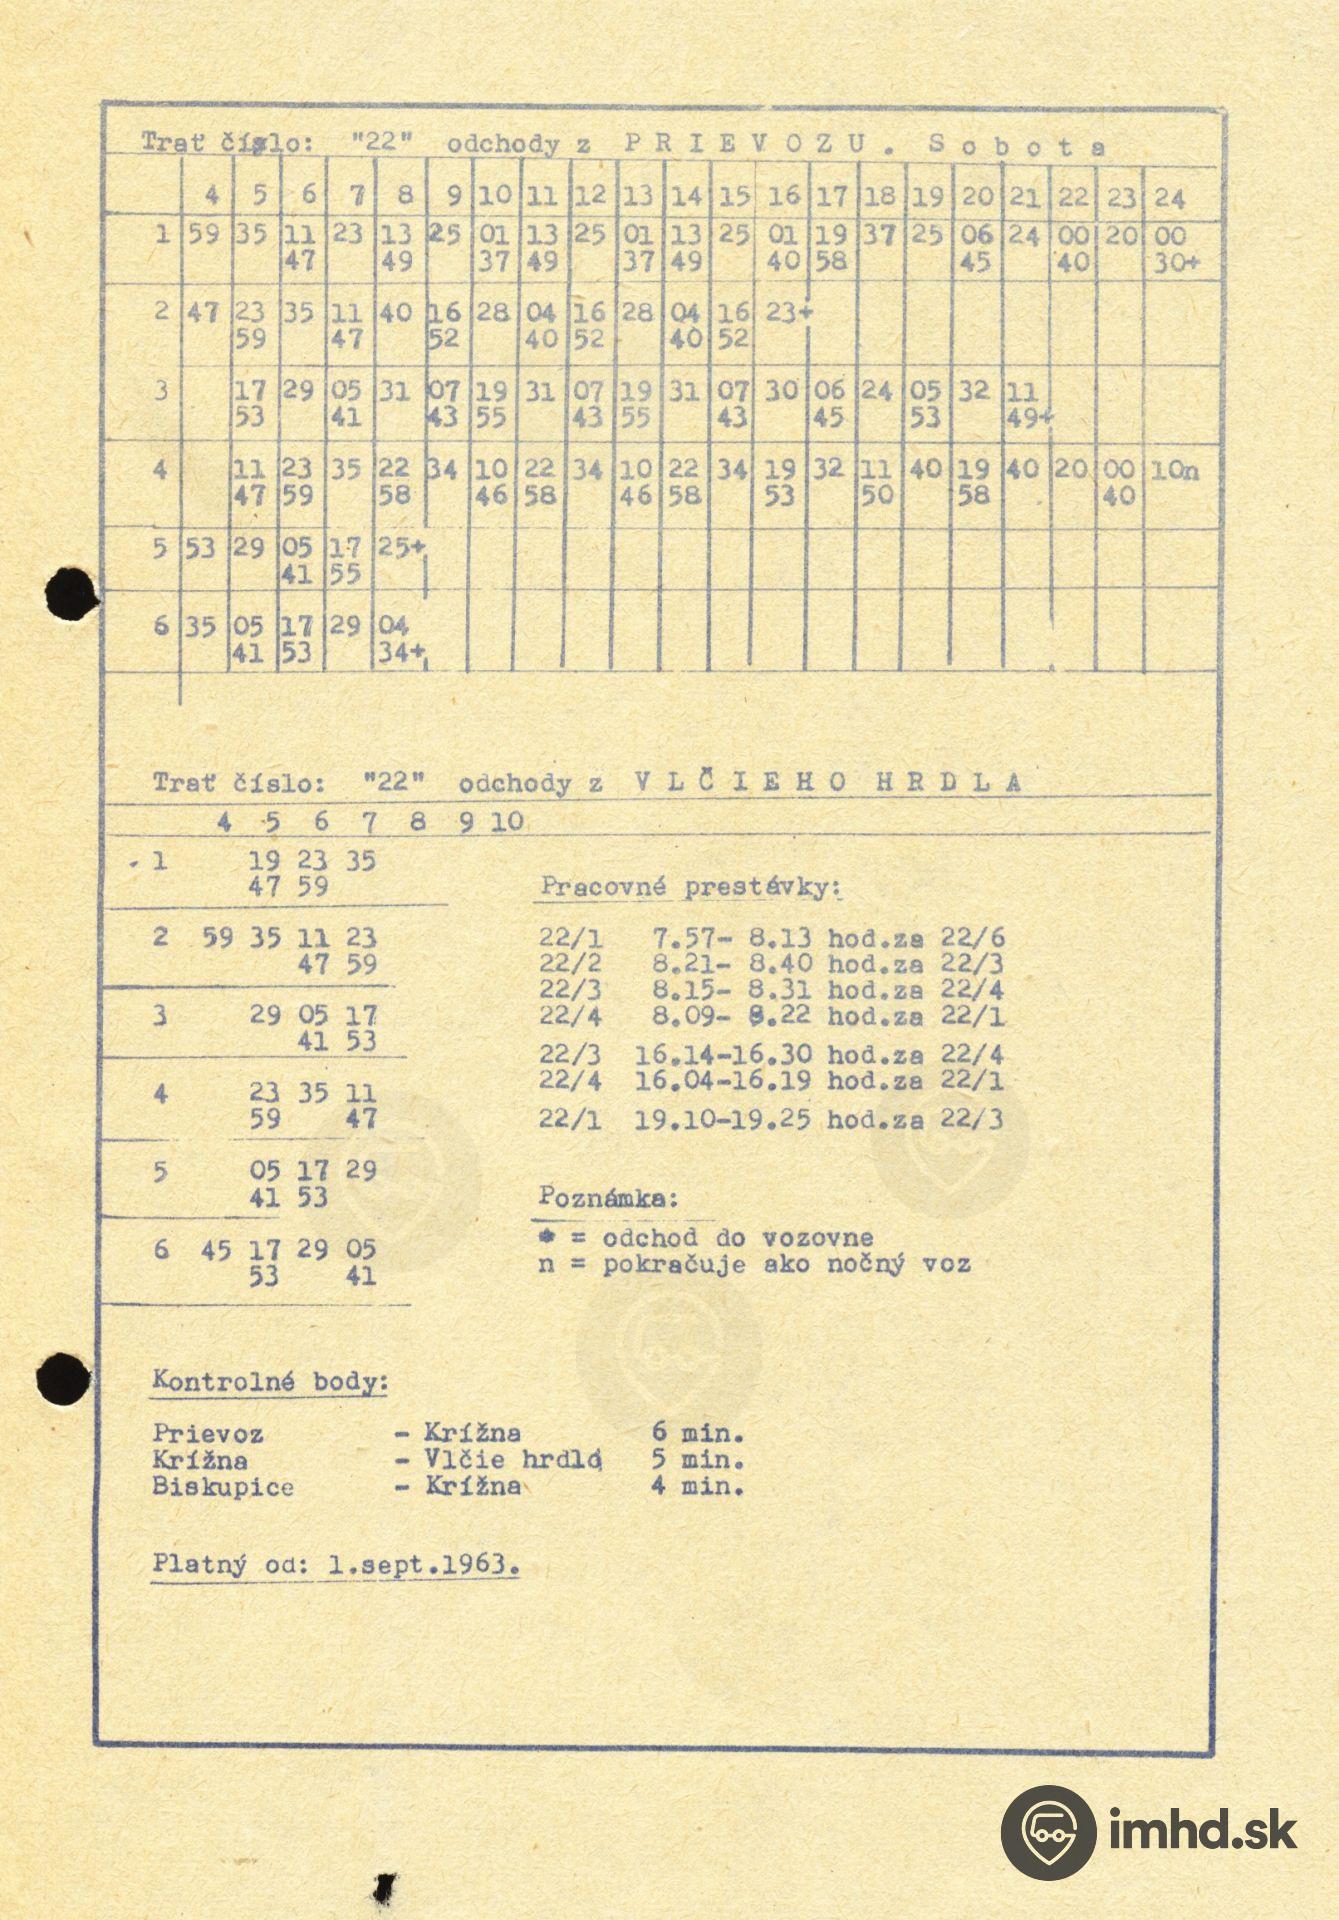 Trať číslo: "22" odchody z PRIEVOZU. Sobota
4 5 6 7 8 9 10 11 12 13 14 15 16 17 18 19 20 21 22 23 24
1 59 35 11 23 13 25 01 13 25 01 13 25 01 19 37 25 06 24 00 20 00
47 49 37 49 37 49 40 58 45 40 30+
2 47 23 35 11 40 16 28 04 16 28 04 16 23+
59 47 52 40 52 40 52
3 17 29 05 31 07 19 31 07 19 31 07 30 06 24 05 32 11
53 41 43 55 43 55 43 45 53 49+
4 11 23 35 22 34 10 22 34 10 22 34 19 32 11 40 19 40 20 00 10n
47 59 58 46 58 46 58 53 50 58 40
5 53 29 05 17 25+
41 55
6 35 05 17 29 04
41 53 34+
Trať číslo: "22" odchody z VLČIEHO HRDLA
4 5 6 7 8 9 10
1 19 23 35
47 59
2 59 35 11 23
47 59
3 29 05 17
41 53
4 23 35 11
59 47
5 05 17 29
41 53
6 45 17 29 05
53 41
Pracovné prestávky:
22/1 7.57- 8.13 hod.za 22/6
22/2 8.21- 8.40 hod.za 22/3
22/3 8.15- 8.31 hod.za 22/4
22/4 8.09- 8.22 hod.za 22/1
22/3 16.14-16.30 hod.za 22/4
22/4 16.04-16.19 hod.za 22/1
22/1 19.10-19.25 hod.za 22/3
Poznámka:
+ = odchod do vozovne
n = pokračuje ako nočný voz
Kontrolné body:
Prievoz - Krížna 6 min.
Krížna - Vlčie hrdlo 5 min.
Biskupice - Krížna 4 min.
Platný od: 1.sept.1963.
imhd.sk